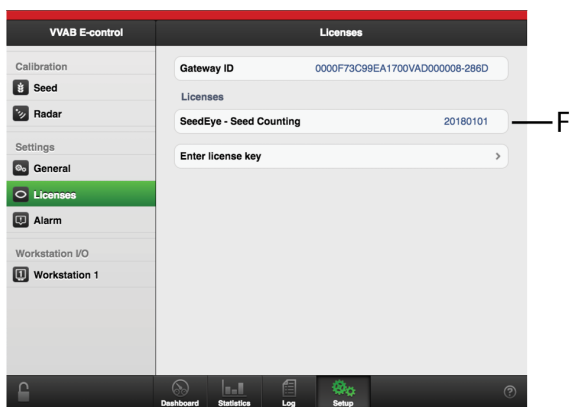 VVAB E-control
Licenses
Calibration
Seed
Radar
Settings
General
Licenses
Alarm
Workstation I/O
Workstation 1
Gateway ID 0000F73C99EA1700VAD000008-286D
Licenses
SeedEye - Seed Counting 20180101
F
Enter license key
Dashboard Statistics Log Setup